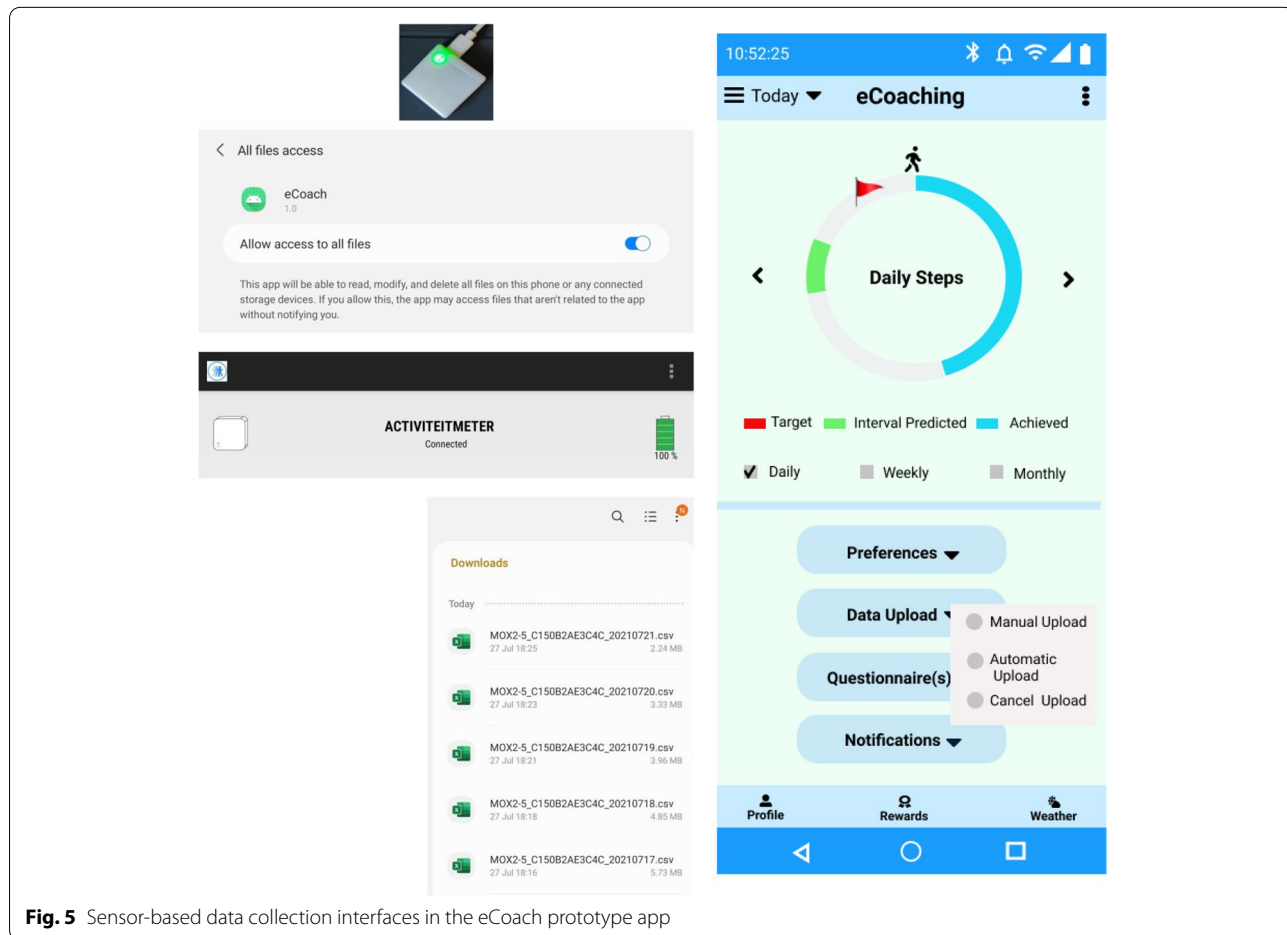 All files access
eCoach
1.0
Allow access to all files
This app will be able to read, modify, and delete all files on this phone or any connected
storage devices. If you allow this, the app may access files that aren't related to the app
without notifying you.
ACTIVITEITMETER
Connected
100 %
N
Downloads
Today
MOX2-5_C150B2AE3C4C_20210721.csv
27 Jul 18:25 2.24 MB
MOX2-5_C150B2AE3C4C_20210720.csv
27 Jul 18:23 3.33 MB
MOX2-5_C150B2AE3C4C_20210719.csv
27 Jul 18:21 3.96 MB
MOX2-5_C150B2AE3C4C_20210718.csv
27 Jul 18:18 4.85 MB
MOX2-5_C150B2AE3C4C_20210717.csv
27 Jul 18:16 5.73 MB
10:52:25
Today eCoaching
Daily Steps
Target Interval Predicted Achieved
Daily Weekly Monthly
Preferences
Data Upload
Manual Upload
Automatic
Upload
Questionnaire(s)
Cancel Upload
Notifications
Profile Rewards Weather
Fig. 5 Sensor-based data collection interfaces in the eCoach prototype app